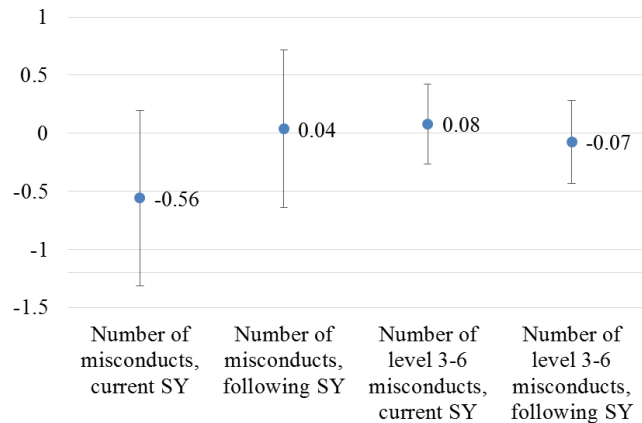 1
0.5
0
-0.5
-1
-1.5
-0.56
0.04
0.08
-0.07
Number of
misconducts,
current SY
Number of
misconducts,
following SY
Number of
level 3-6
misconducts,
current SY
Number of
level 3-6
misconducts,
following SY